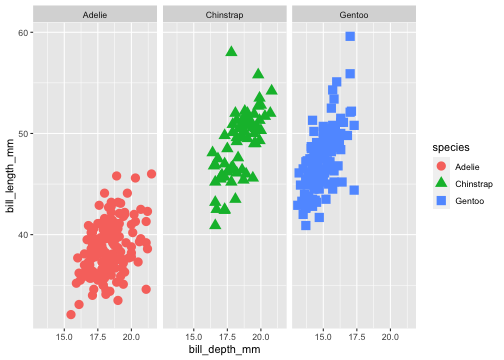 Adelie Chinstrap Gentoo
60
50
40
bill_length_mm
15.0 17.5 20.0 15.0 17.5 20.0 15.0 17.5 20.0
bill_depth_mm
species
Adelie
Chinstrap
Gentoo